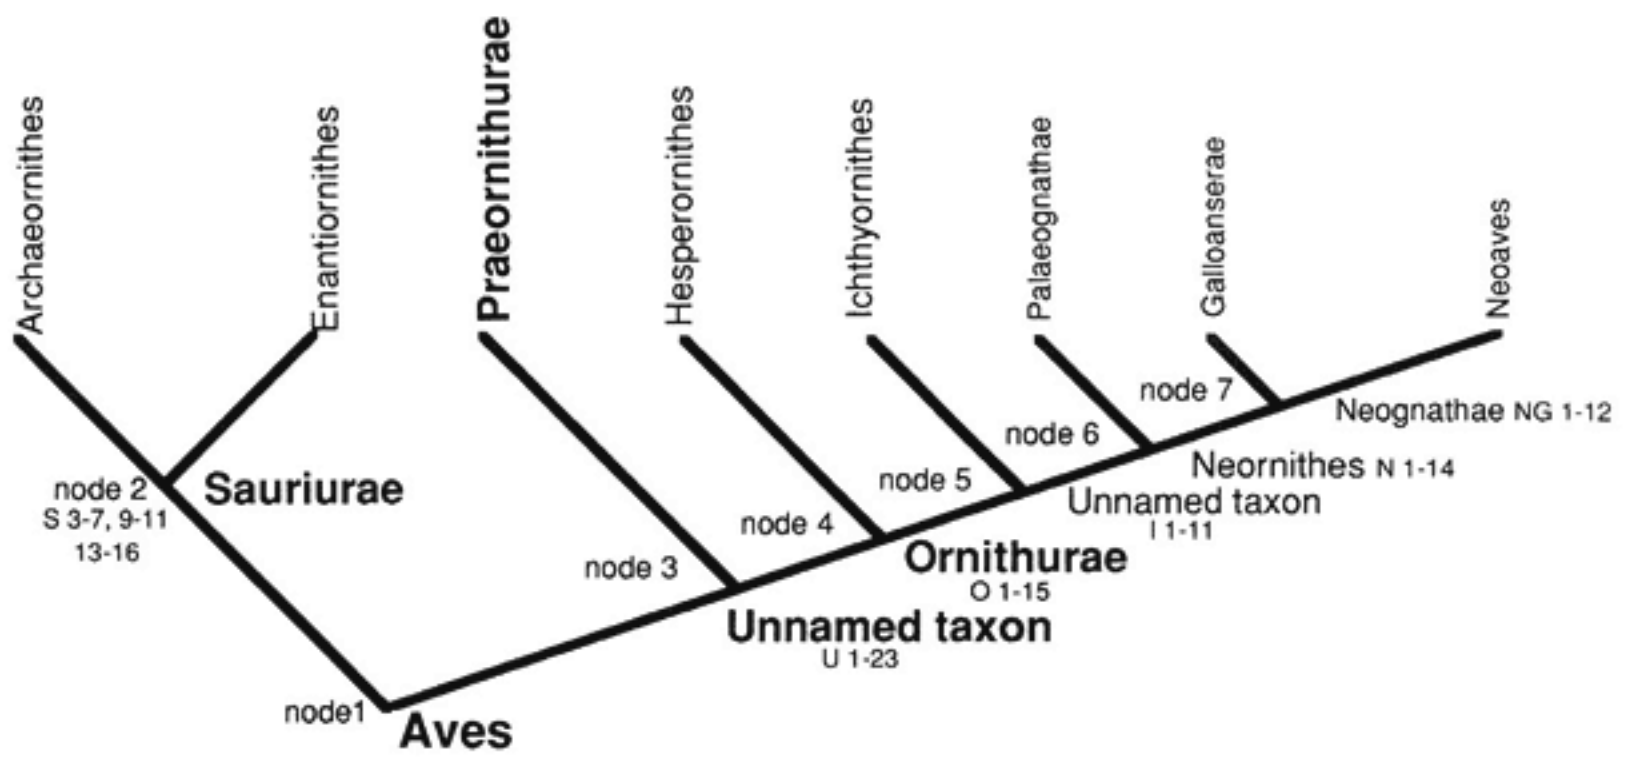 Archaeornithes
Enantiornithes
Praeornithurae
Hesperornithes
Ichthyornithes
Palaeognathae
Galloanserae
Neoaves
node 7
Neognathae NG 1-12
node 6
Neornithes N 1-14
node 5
Unnamed taxon
I 1-11
node 2
Sauriurae
S 3-7, 9-11
13-16
node 4
Ornithurae
O 1-15
node 3
Unnamed taxon
U 1-23
node1
Aves